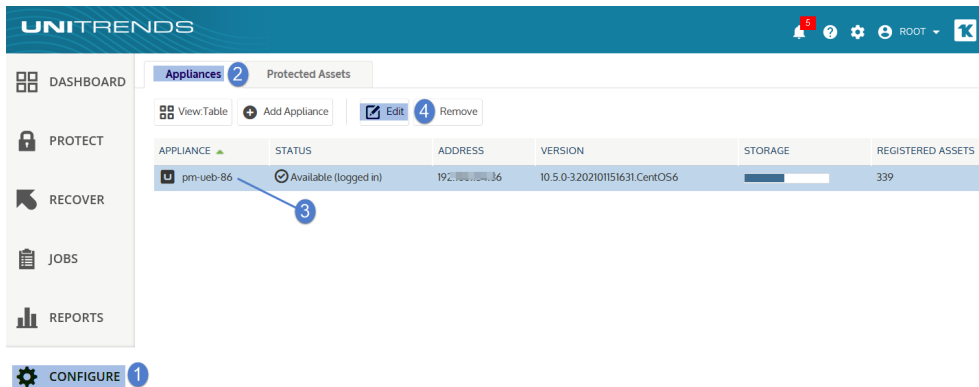 UNITRENDS
5
ROOT
DASHBOARD
Appliances 2 Protected Assets
View:Table Add Appliance Edit 4 Remove
PROTECT
APPLIANCE STATUS ADDRESS VERSION STORAGE REGISTERED ASSETS
pm-ueb-86 Available (logged in) 10.5.0-3.202101151631.CentOS6 339
RECOVER
3
JOBS
REPORTS
CONFIGURE 1